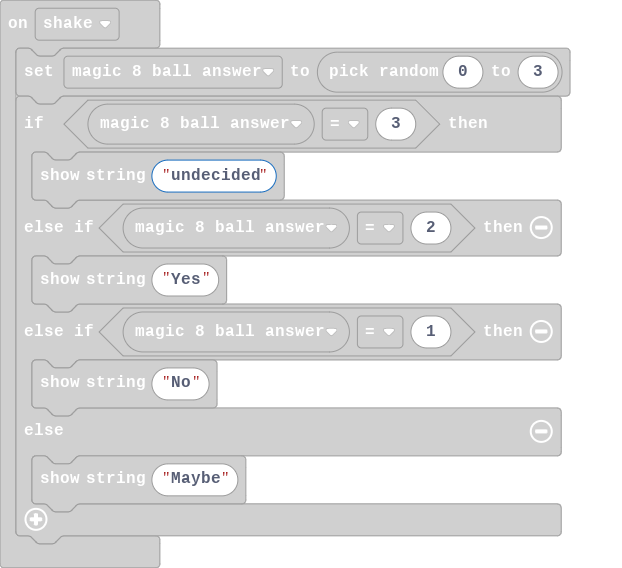 on shake
set magic 8 ball answer to pick random 0 to 3
if magic 8 ball answer = 3 then
show string "undecided"
else if magic 8 ball answer = 2 then
show string "Yes"
else if magic 8 ball answer = 1 then
show string "No"
else
show string "Maybe"